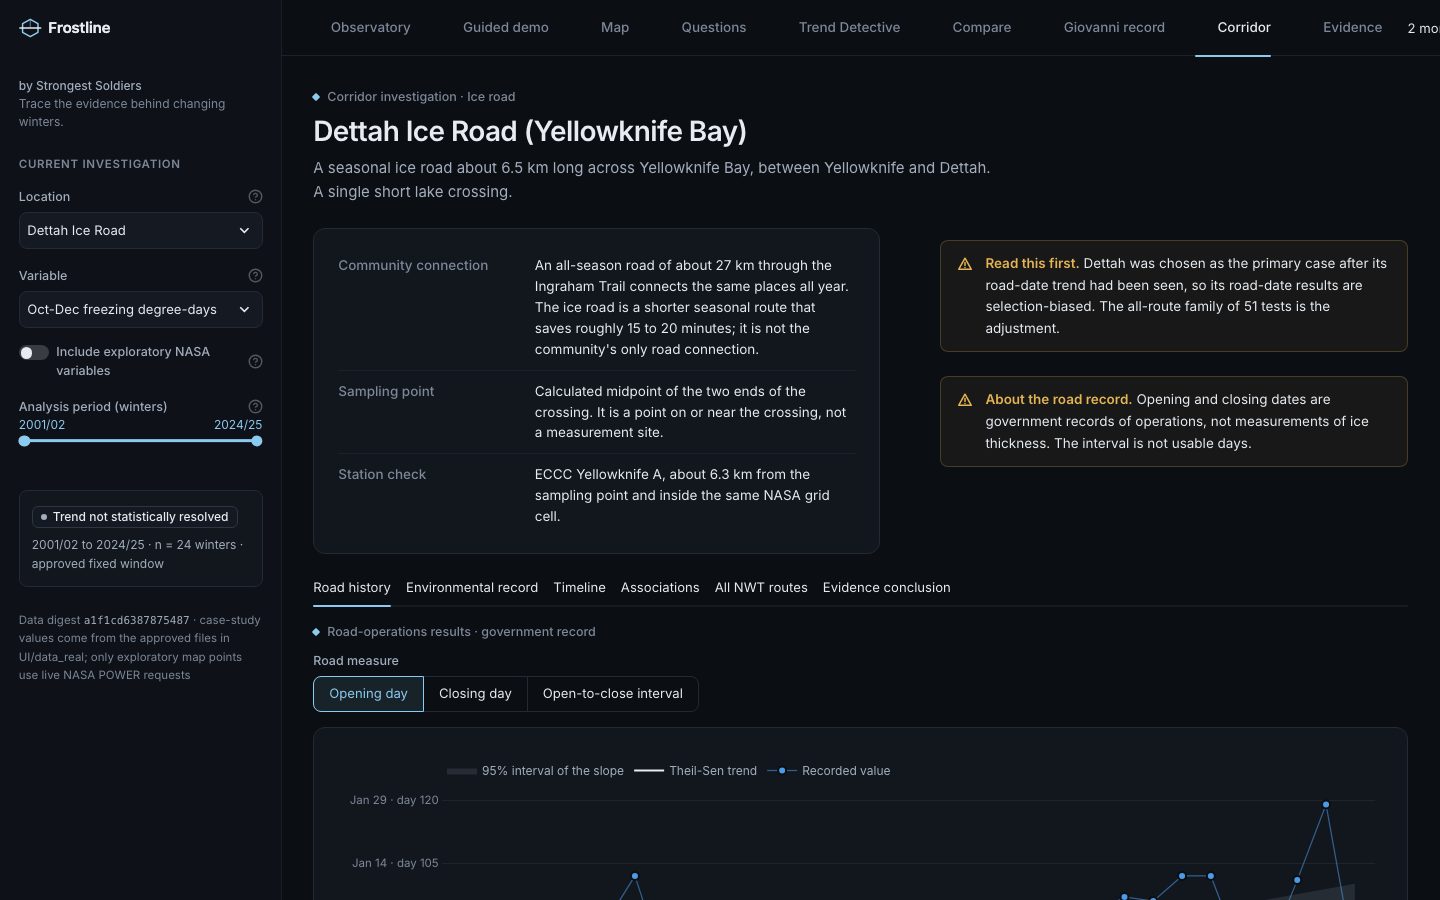 Frostline
by Strongest Soldiers
Trace the evidence behind changing
winters.
CURRENT INVESTIGATION
Location
Dettah Ice Road
Variable
Oct-Dec freezing degree-days
Include exploratory NASA
variables
Analysis period (winters)
2001/02 2024/25
Trend not statistically resolved
2001/02 to 2024/25 · n = 24 winters ·
approved fixed window
Data digest a1f1cd6387875487 · case-study
values come from the approved files in
UI/data_real; only exploratory map points
use live NASA POWER requests
Observatory Guided demo Map Questions Trend Detective Compare Giovanni record Corridor Evidence 2 mo
Corridor investigation · Ice road
Dettah Ice Road (Yellowknife Bay)
A seasonal ice road about 6.5 km long across Yellowknife Bay, between Yellowknife and Dettah.
A single short lake crossing.
Community connection
An all-season road of about 27 km through the
Ingraham Trail connects the same places all year.
The ice road is a shorter seasonal route that
saves roughly 15 to 20 minutes; it is not the
community's only road connection.
Sampling point
Calculated midpoint of the two ends of the
crossing. It is a point on or near the crossing, not
a measurement site.
Station check
ECCC Yellowknife A, about 6.3 km from the
sampling point and inside the same NASA grid
cell.
Read this first. Dettah was chosen as the primary case after its
road-date trend had been seen, so its road-date results are
selection-biased. The all-route family of 51 tests is the
adjustment.
About the road record. Opening and closing dates are
government records of operations, not measurements of ice
thickness. The interval is not usable days.
Road history Environmental record Timeline Associations All NWT routes Evidence conclusion
Road-operations results · government record
Road measure
Opening day Closing day Open-to-close interval
95% interval of the slope Theil-Sen trend Recorded value
Jan 29 · day 120
Jan 14 · day 105